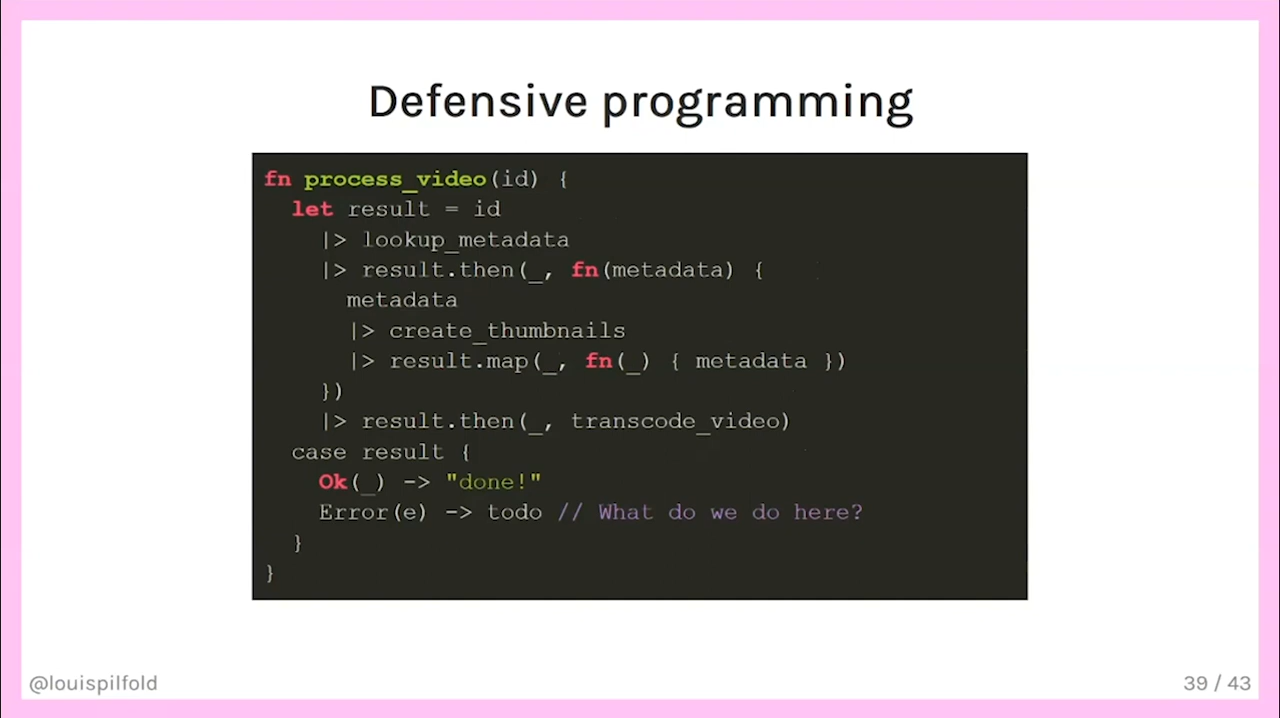 Defensive programming
fn process_video(id) {
  let result = id
    |> lookup_metadata
    |> result.then(_, fn(metadata) {
      metadata
      |> create_thumbnails
      |> result.map(_, fn(_) { metadata })
    })
    |> result.then(_, transcode_video)
  case result {
    Ok(_) -> "done!"
    Error(e) -> todo // What do we do here?
  }
}
@louispilfold
39 / 43